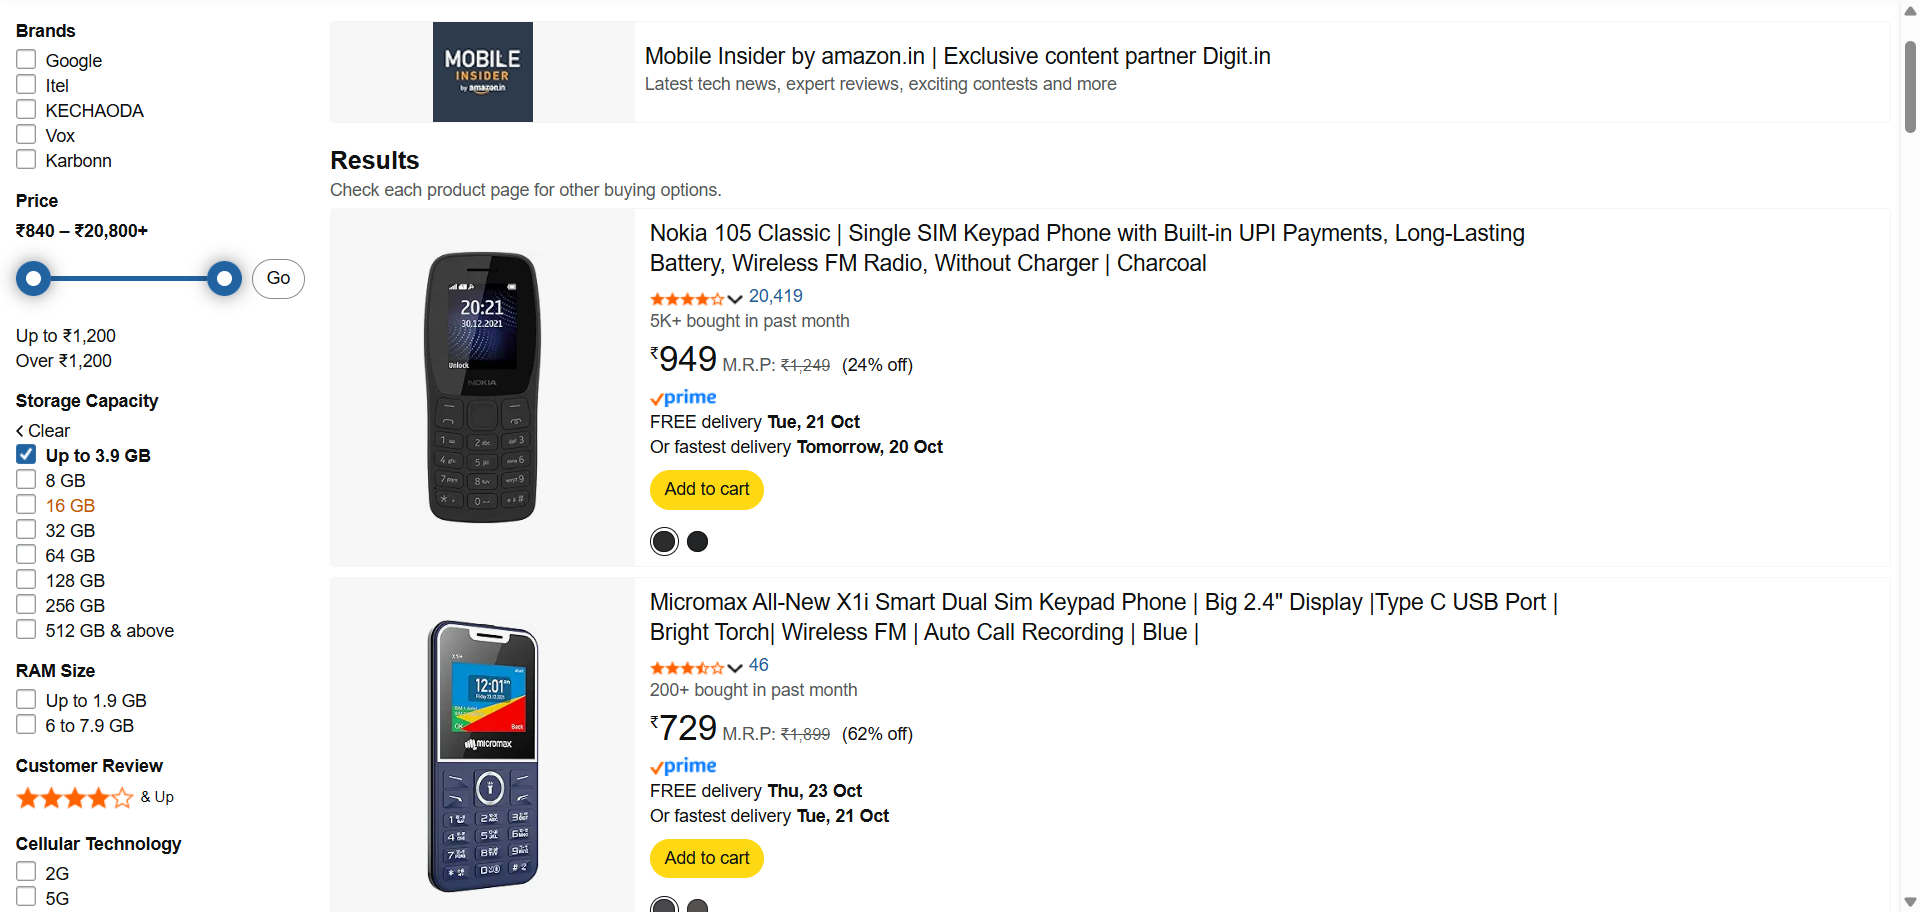 Brands
Google
Itel
KECHAODA
Vox
Karbonn
Price
₹840 – ₹20,800+
Go
Up to ₹1,200
Over ₹1,200
Storage Capacity
Clear
Up to 3.9 GB
8 GB
16 GB
32 GB
64 GB
128 GB
256 GB
512 GB & above
RAM Size
Up to 1.9 GB
6 to 7.9 GB
Customer Review
& Up
Cellular Technology
2G
5G
MOBILE
INSIDER
by amazon.in
Mobile Insider by amazon.in | Exclusive content partner Digit.in
Latest tech news, expert reviews, exciting contests and more
Results
Check each product page for other buying options.
20:21
30.12.2021
Unlock
NOKIA
Nokia 105 Classic | Single SIM Keypad Phone with Built-in UPI Payments, Long-Lasting
Battery, Wireless FM Radio, Without Charger | Charcoal
20,419
5K+ bought in past month
₹949 M.R.P: ₹1,249 (24% off)
prime
FREE delivery Tue, 21 Oct
Or fastest delivery Tomorrow, 20 Oct
Add to cart
X1i+
12:01
Back
micromax
Micromax All-New X1i Smart Dual Sim Keypad Phone | Big 2.4" Display |Type C USB Port |
Bright Torch| Wireless FM | Auto Call Recording | Blue |
46
200+ bought in past month
₹729 M.R.P: ₹1,899 (62% off)
prime
FREE delivery Thu, 23 Oct
Or fastest delivery Tue, 21 Oct
Add to cart